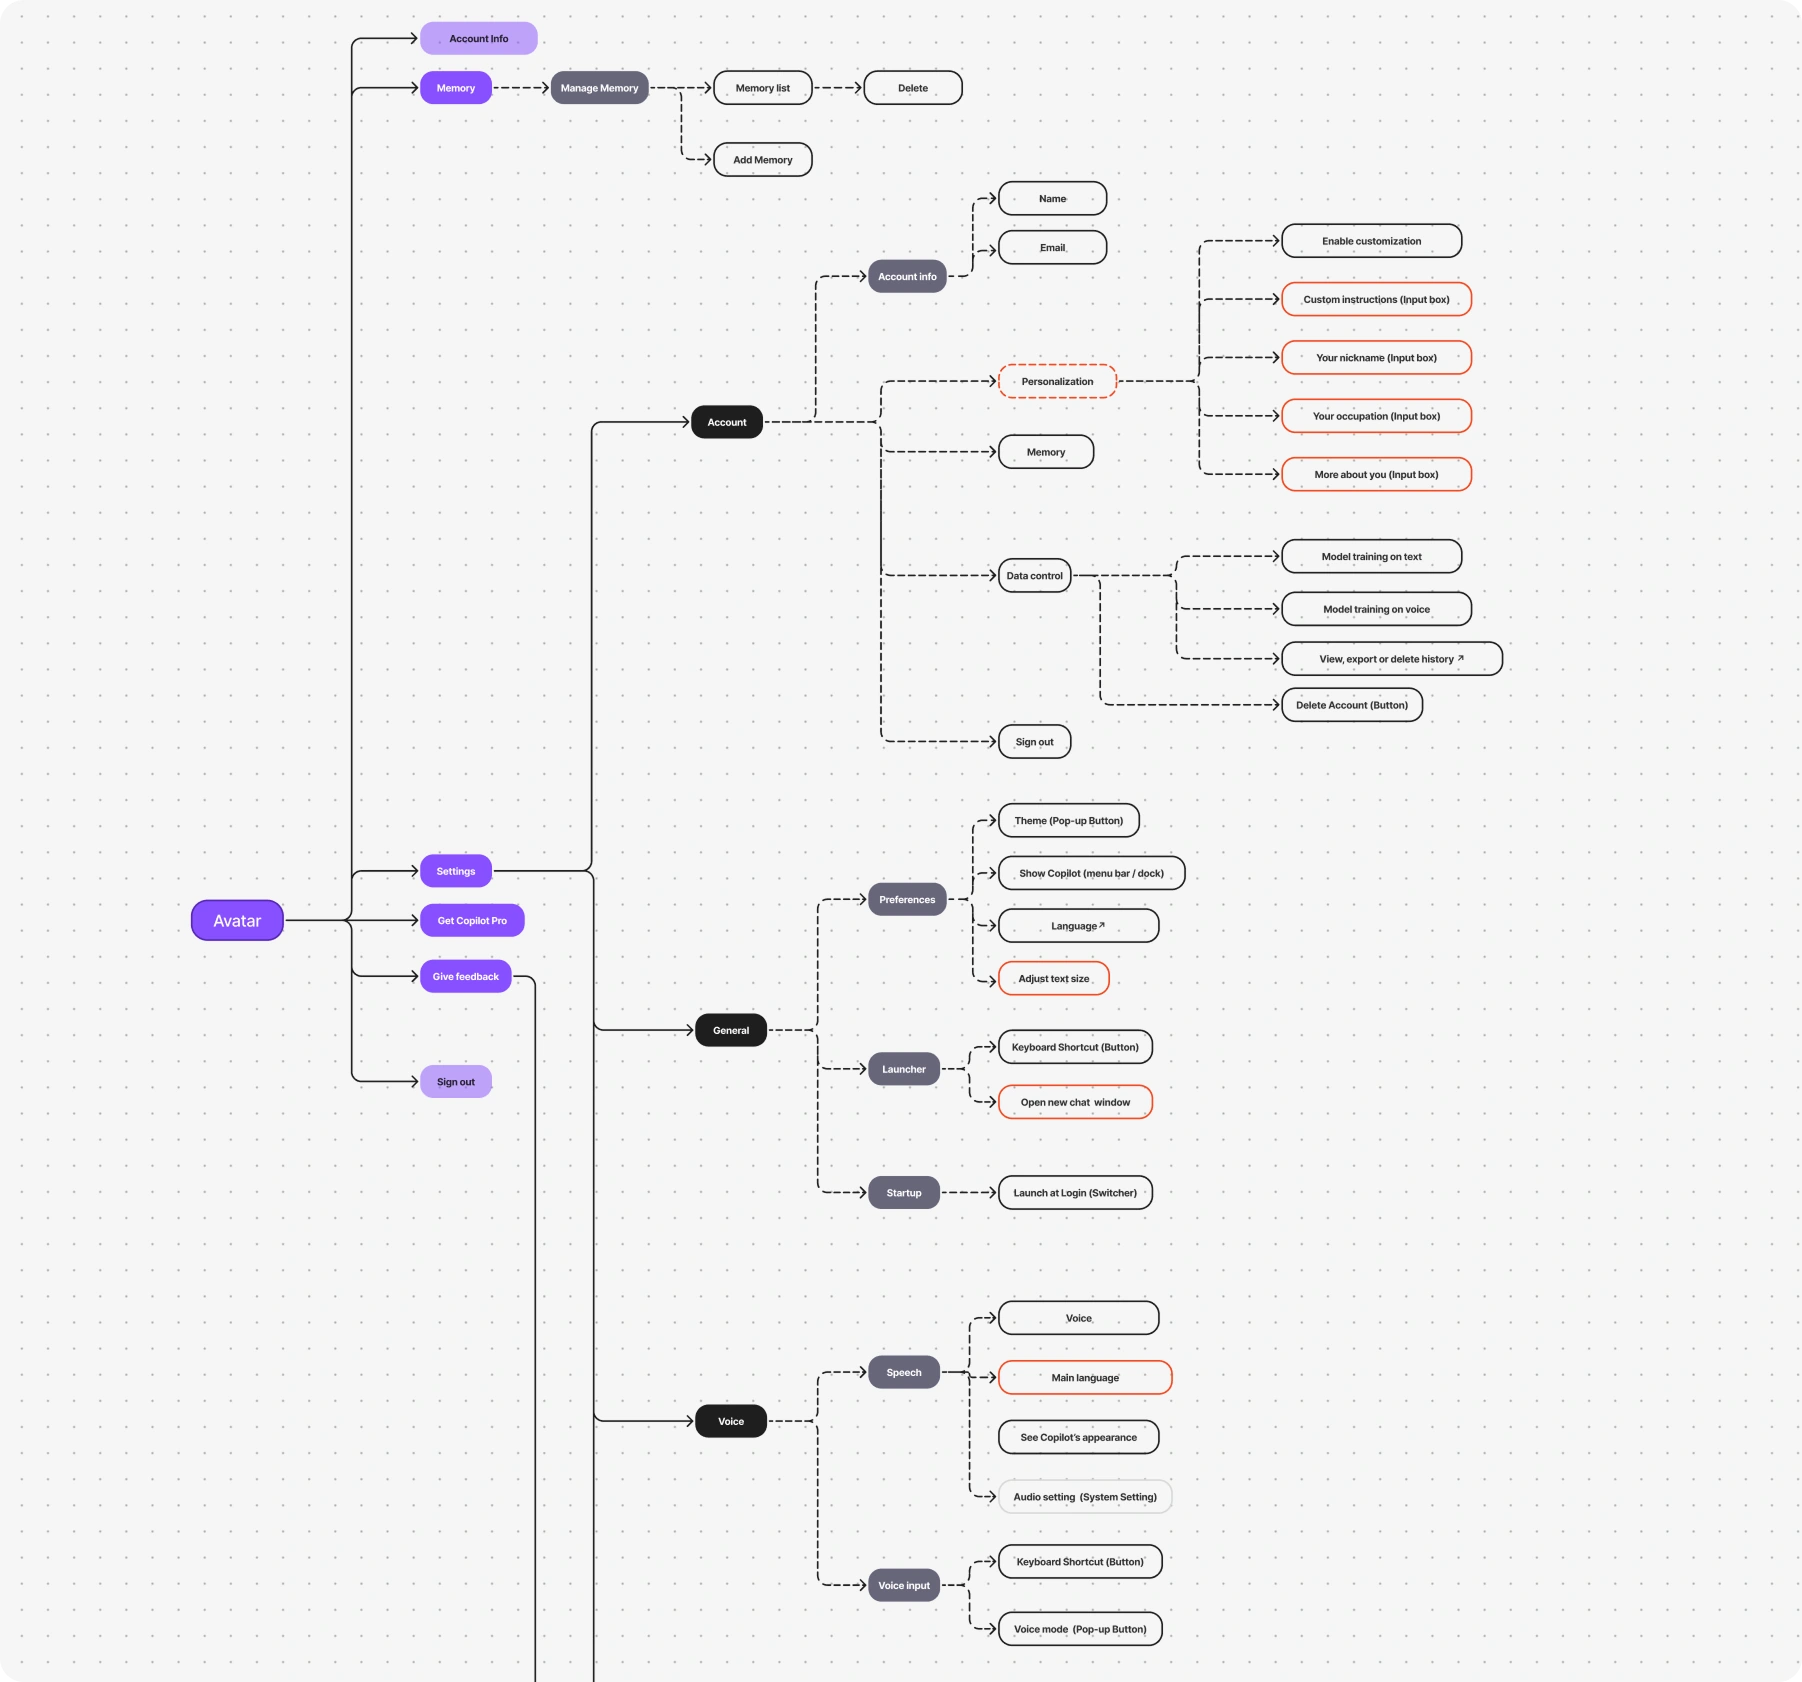 Account Info
Memory
Manage Memory
Memory list
Delete
Add Memory
Name
Email
Account info
Enable customization
Custom instructions (Input box)
Your nickname (Input box)
Personalization
Your occupation (Input box)
Account
Memory
More about you (Input box)
Model training on text
Data control
Model training on voice
View, export or delete history ↗
Delete Account (Button)
Sign out
Theme (Pop-up Button)
Settings
Show Copilot (menu bar / dock)
Preferences
Avatar
Get Copilot Pro
Language↗
Give feedback
Adjust text size
General
Keyboard Shortcut (Button)
Launcher
Sign out
Open new chat window
Startup
Launch at Login (Switcher)
Voice
Speech
Main language
Voice
See Copilot's appearance
Audio setting (System Setting)
Keyboard Shortcut (Button)
Voice input
Voice mode (Pop-up Button)